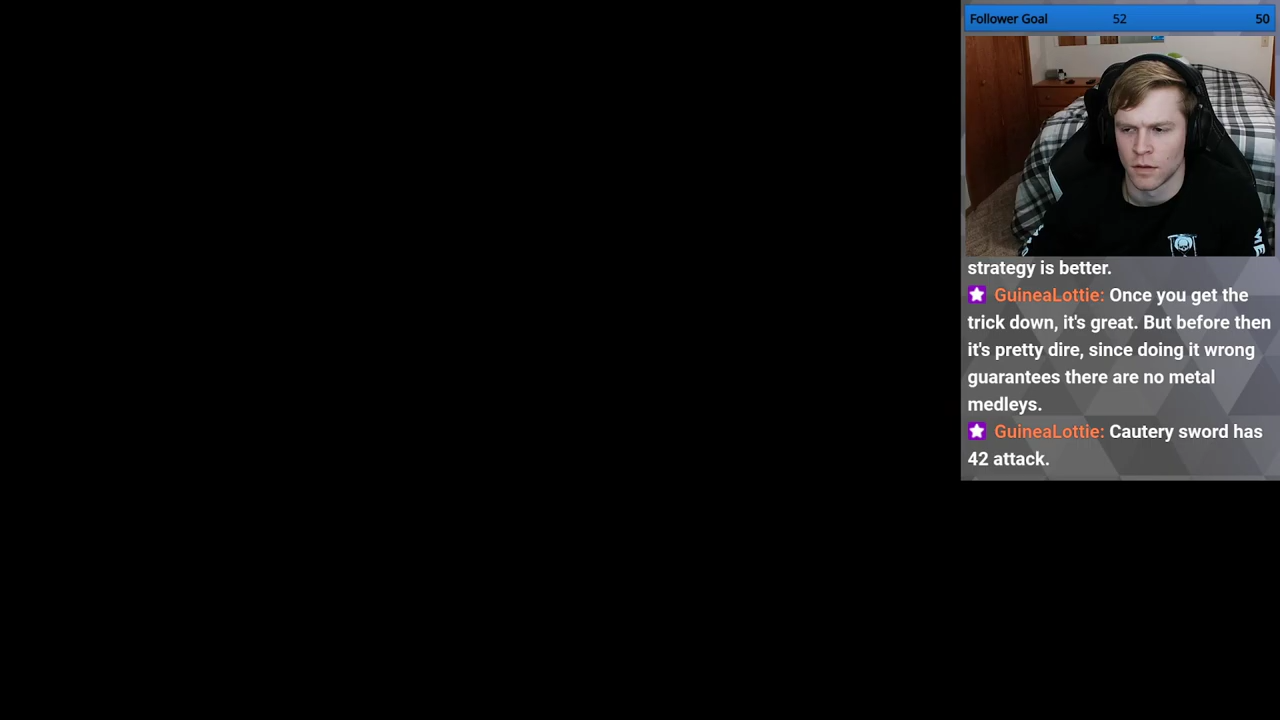 Follower Goal 52 50
strategy is better.
GuineaLottie: Once you get the
trick down, it's great. But before then
it's pretty dire, since doing it wrong
guarantees there are no metal
medleys.
GuineaLottie: Cautery sword has
42 attack.